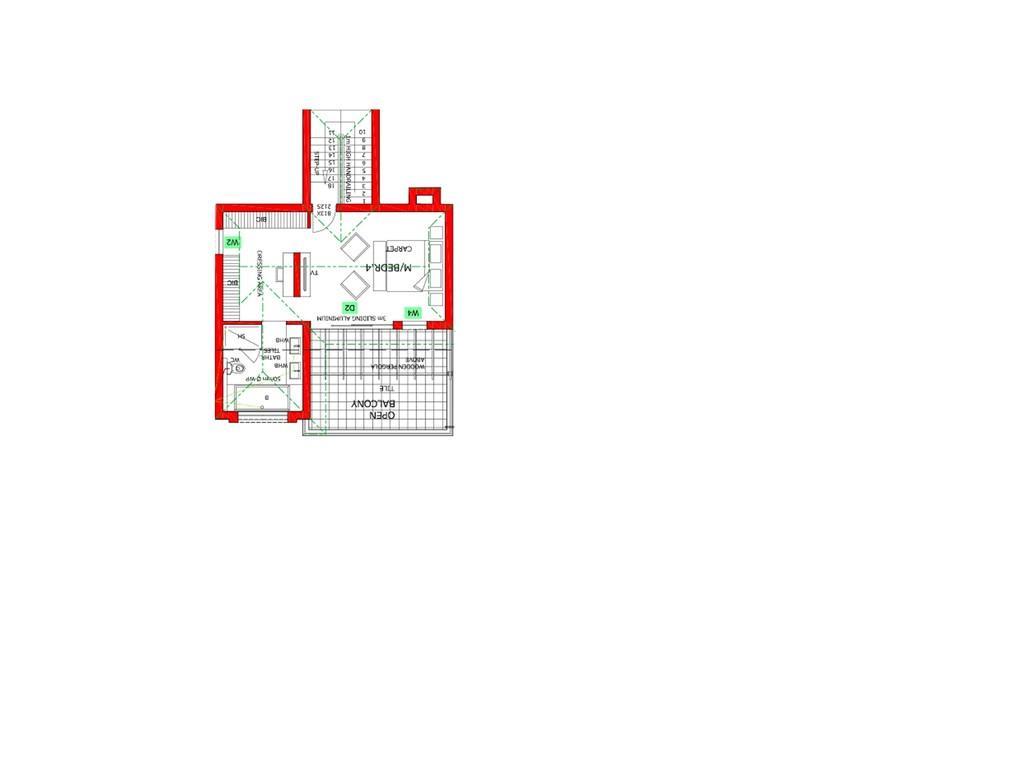 11
12
13
14
15
16
17
18
10
9
8
7
6
5
4
3
2
1
STEP-UP
1m HIGH HANDRAILING
813X
2125
BIC
W2
DRESSING AREA
BIC
TV
CARPET
M/BEDR.4
D2
W4
3m SLIDING ALUMINIUM
SH
WHB
TILES
BATHR
WC
WHB
50mm Ø WP
B
WOODEN PERGOLA
ABOVE
TILE
OPEN
BALCONY